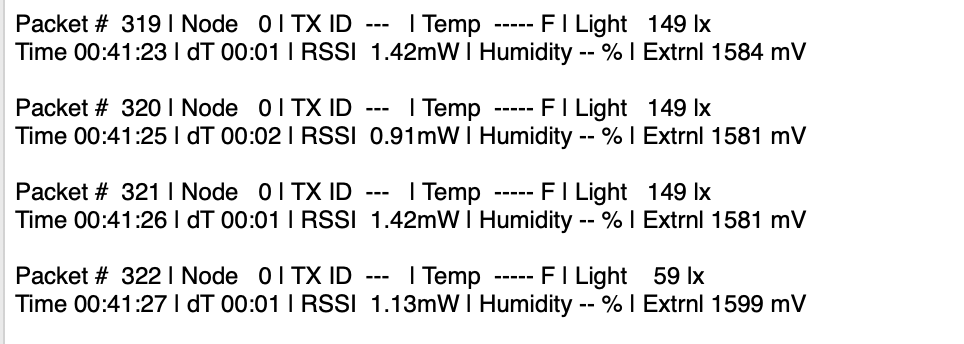 Packet #  319 | Node   0 | TX ID  ---   | Temp  ----- F | Light   149 lx
Time 00:41:23 | dT 00:01 | RSSI  1.42mW | Humidity -- % | Extrnl 1584 mV
Packet #  320 | Node   0 | TX ID  ---   | Temp  ----- F | Light   149 lx
Time 00:41:25 | dT 00:02 | RSSI  0.91mW | Humidity -- % | Extrnl 1581 mV
Packet #  321 | Node   0 | TX ID  ---   | Temp  ----- F | Light   149 lx
Time 00:41:26 | dT 00:01 | RSSI  1.42mW | Humidity -- % | Extrnl 1581 mV
Packet #  322 | Node   0 | TX ID  ---   | Temp  ----- F | Light    59 lx
Time 00:41:27 | dT 00:01 | RSSI  1.13mW | Humidity -- % | Extrnl 1599 mV